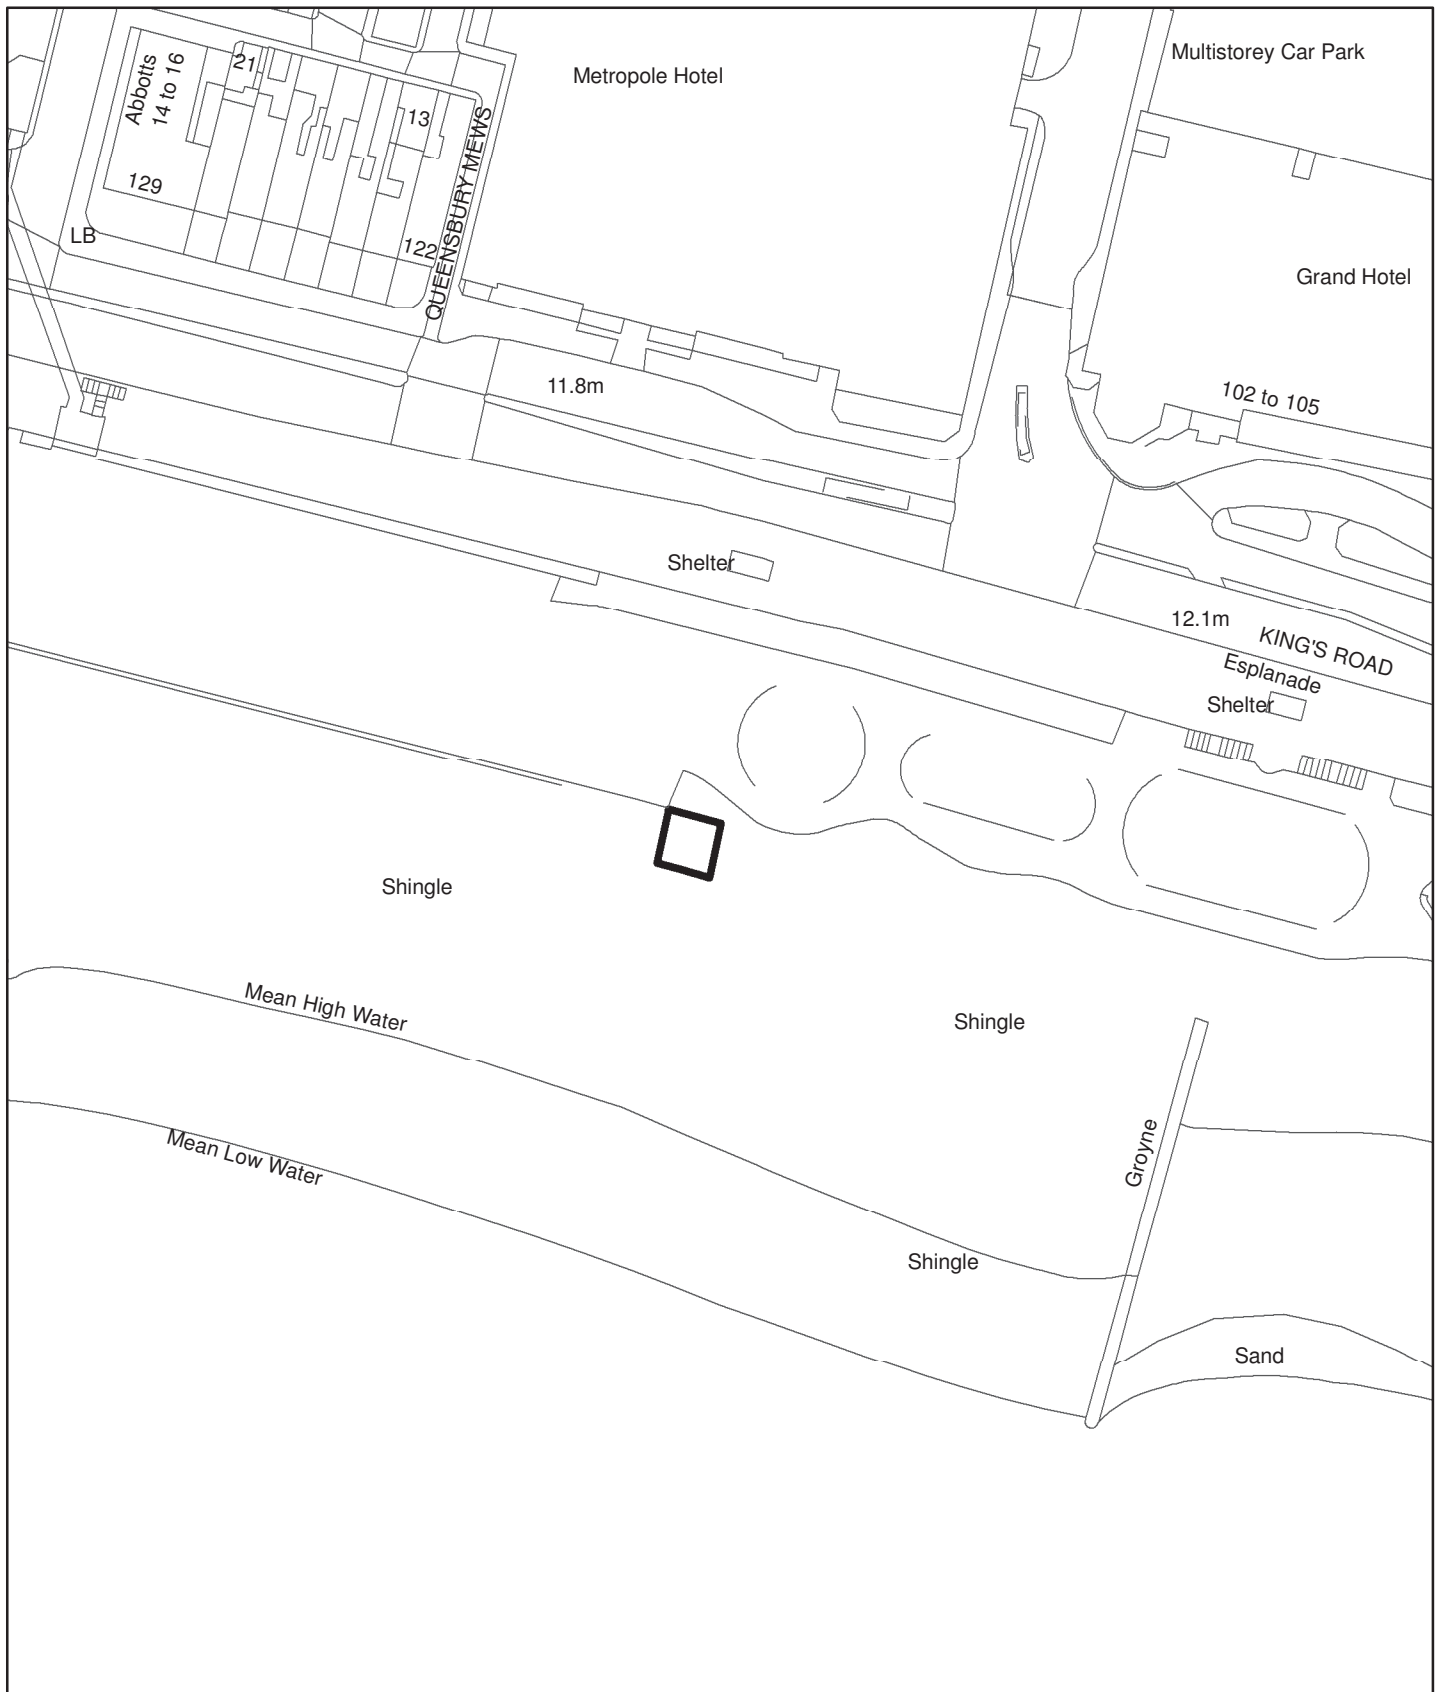 Multistorey Car Park
Metropole Hotel
Abbotts
14 to 16
21
13
QUEENSBURY MEWS
129
LB
122
Grand Hotel
11.8m
102 to 105
Shelter
12.1m
KING'S ROAD
Esplanade
Shelter
Shingle
Mean High Water
Shingle
Mean Low Water
Groyne
Shingle
Sand